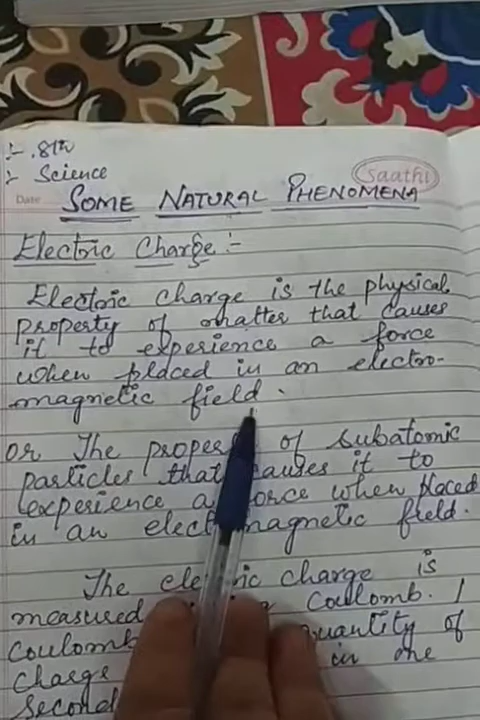 :- .8th
:- Science
Saathi
Date
SOME NATURAL PHENOMENA
Electric Charge :-
Electric charge is the physical
property of matter that causes
it to experience a force
when placed in an electro-
magnetic field.
or The proper of subatomic
particles that causes it to
experience a force when placed
in an elect magnetic field.
The electric charge is
measured Coulomb. 1
coulomb quantity of
charge in one
second